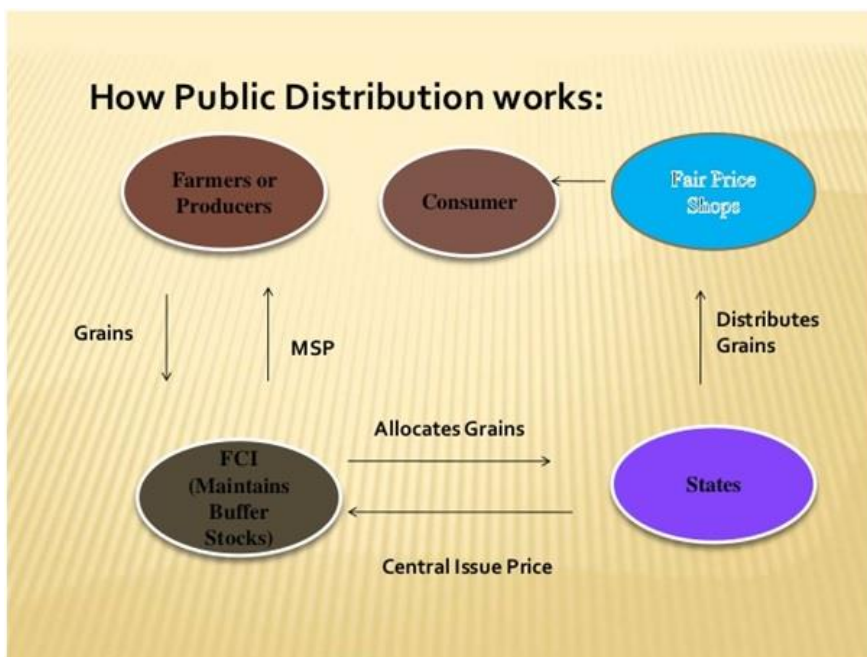 How Public Distribution works:
Farmers or
Producers
Consumer
Fair Price
Shops
Grains
MSP
Distributes
Grains
Allocates Grains
FCI
(Maintains
Buffer
Stocks)
States
Central Issue Price